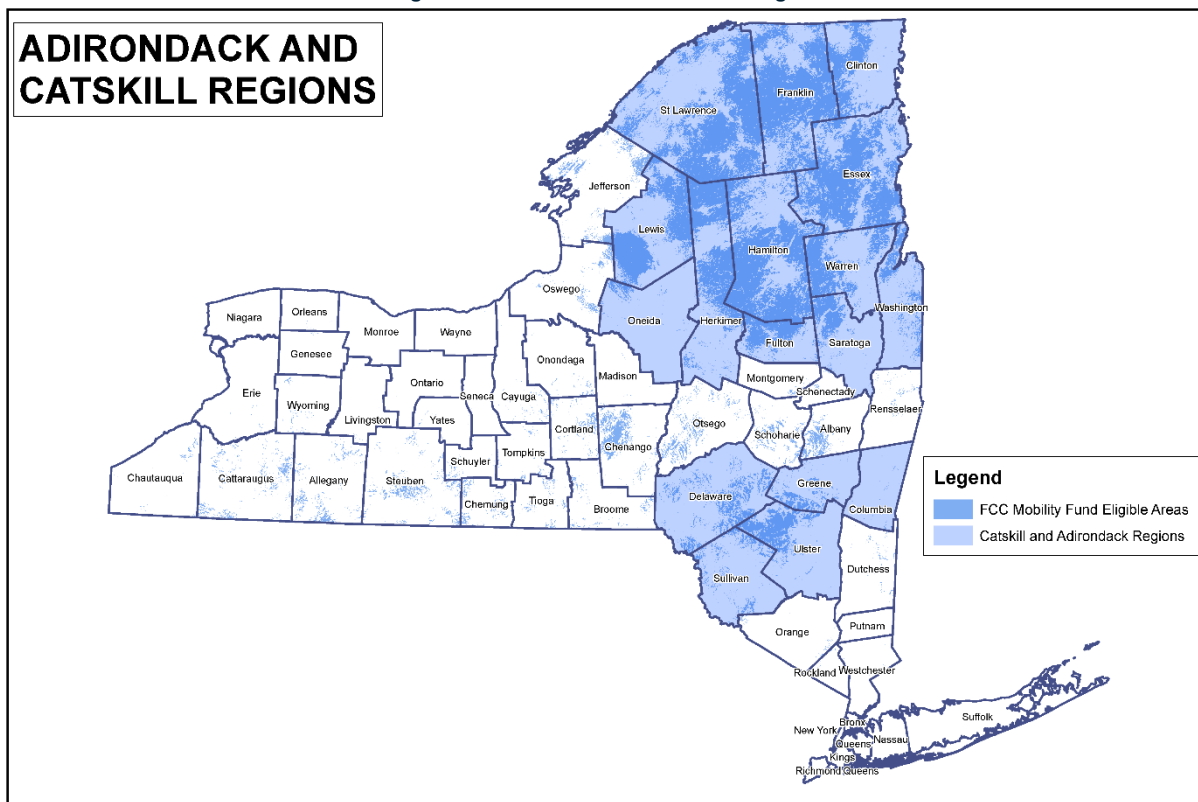 ADIRONDACK AND
CATSKILL REGIONS
Clinton
Franklin
St Lawrence
Essex
Jefferson
Lewis
Hamilton
Warren
Oswego
Washington
Niagara
Orleans
Monroe
Wayne
Oneida
Herkimer
Fulton
Saratoga
Genesee
Onondaga
Madison
Montgomery
Erie
Wyoming
Ontario
Seneca
Cayuga
Schenectady
Rensselaer
Livingston
Yates
Cortland
Chenango
Otsego
Schoharie
Albany
Chautauqua
Cattaraugus
Allegany
Steuben
Schuyler
Tompkins
Chemung
Tioga
Broome
Delaware
Greene
Columbia
Legend
FCC Mobility Fund Eligible Areas
Catskill and Adirondack Regions
Ulster
Sullivan
Dutchess
Orange
Putnam
Rockland
Westchester
Suffolk
New York
Bronx
Nassau
Queens
Kings
Richmond
Queens